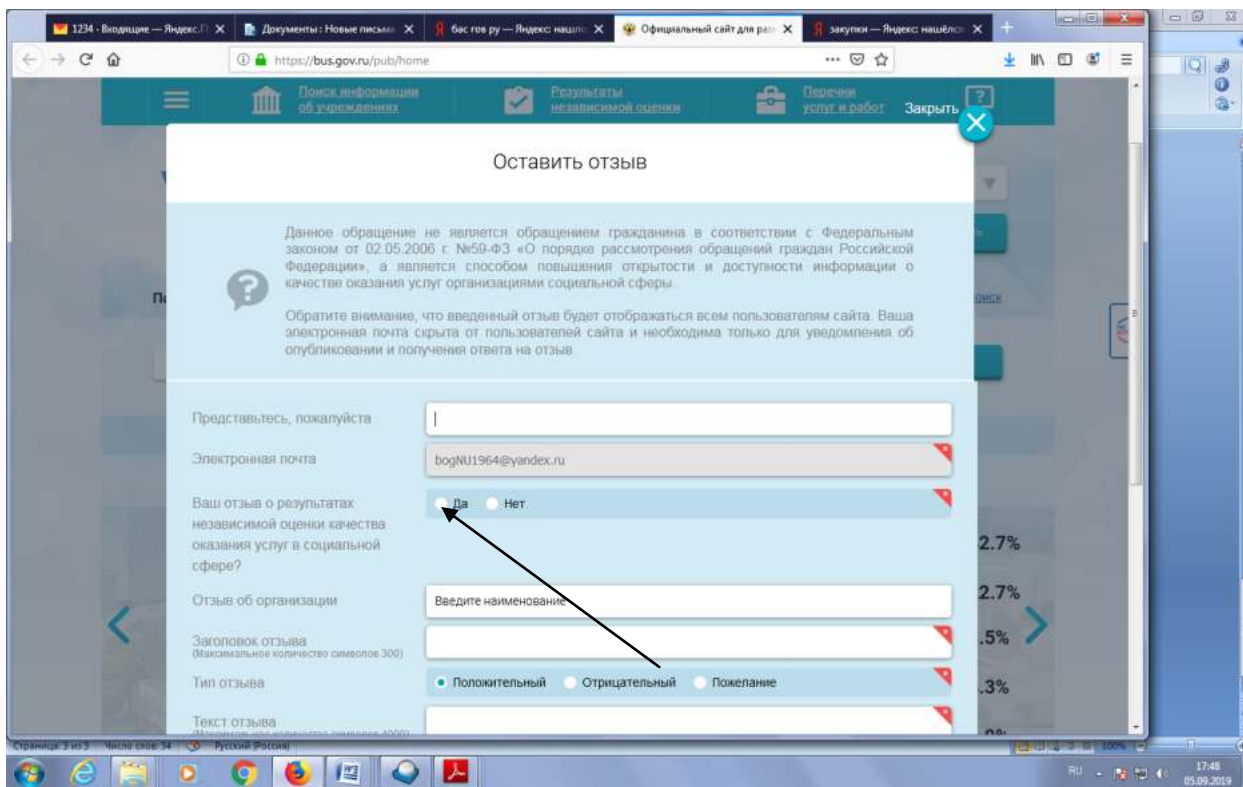 1234 · Входящие — Яндекс.П
Документы : Новые письма
бас гов ру — Яндекс: нашло
Официальный сайт для раз
закупки — Яндекс: нашёлся
https://bus.gov.ru/pub/home
Поиск информации об учреждениях
Результаты независимой оценки
Перечни услуг и работ
Закрыть
Оставить отзыв
Данное обращение не является обращением гражданина в соответствии с Федеральным
законом от 02.05.2006 г. №59-ФЗ «О порядке рассмотрения обращений граждан Российской
Федерации», а является способом повышения открытости и доступности информации о
качестве оказания услуг организациями социальной сферы.
Обратите внимание, что введенный отзыв будет отображаться всем пользователям сайта. Ваша
электронная почта скрыта от пользователей сайта и необходима только для уведомления об
опубликовании и получения ответа на отзыв
Представьтесь, пожалуйста
Электронная почта
bogNU1964@yandex.ru
Ваш отзыв о результатах
независимой оценки качества
оказания услуг в социальной
сфере?
Да Нет
2.7%
Отзыв об организации
Введите наименование
2.7%
Заголовок отзыва
(Максимальное количество символов 300)
.5%
Тип отзыва
Положительный Отрицательный Пожелание
.3%
Текст отзыва
(Максимальное количество символов 4000)
Страница: 3 из 3 Число слов: 34 Русский (Россия) 100%
RU 17:48
05.09.2019